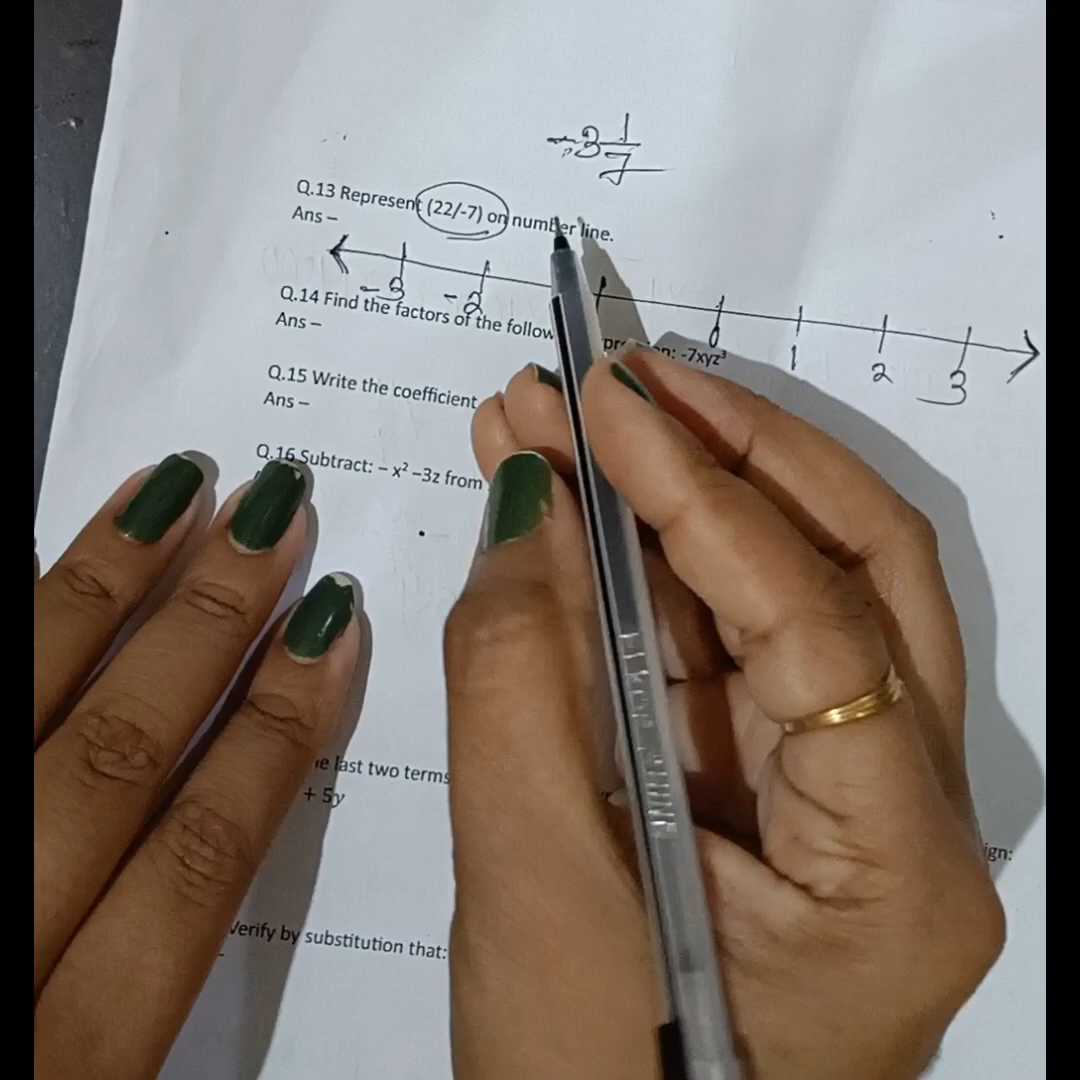 -3 1/7
Q.13 Represent (22/-7) on number line.
Ans –
-3 -2 0 1 2 3
Q.14 Find the factors of the follow : -7xyz³
Ans –
Q.15 Write the coefficient
Ans –
Q.16 Subtract: – x² –3z from
last two terms
+ 5y
ign:
Verify by substitution that: